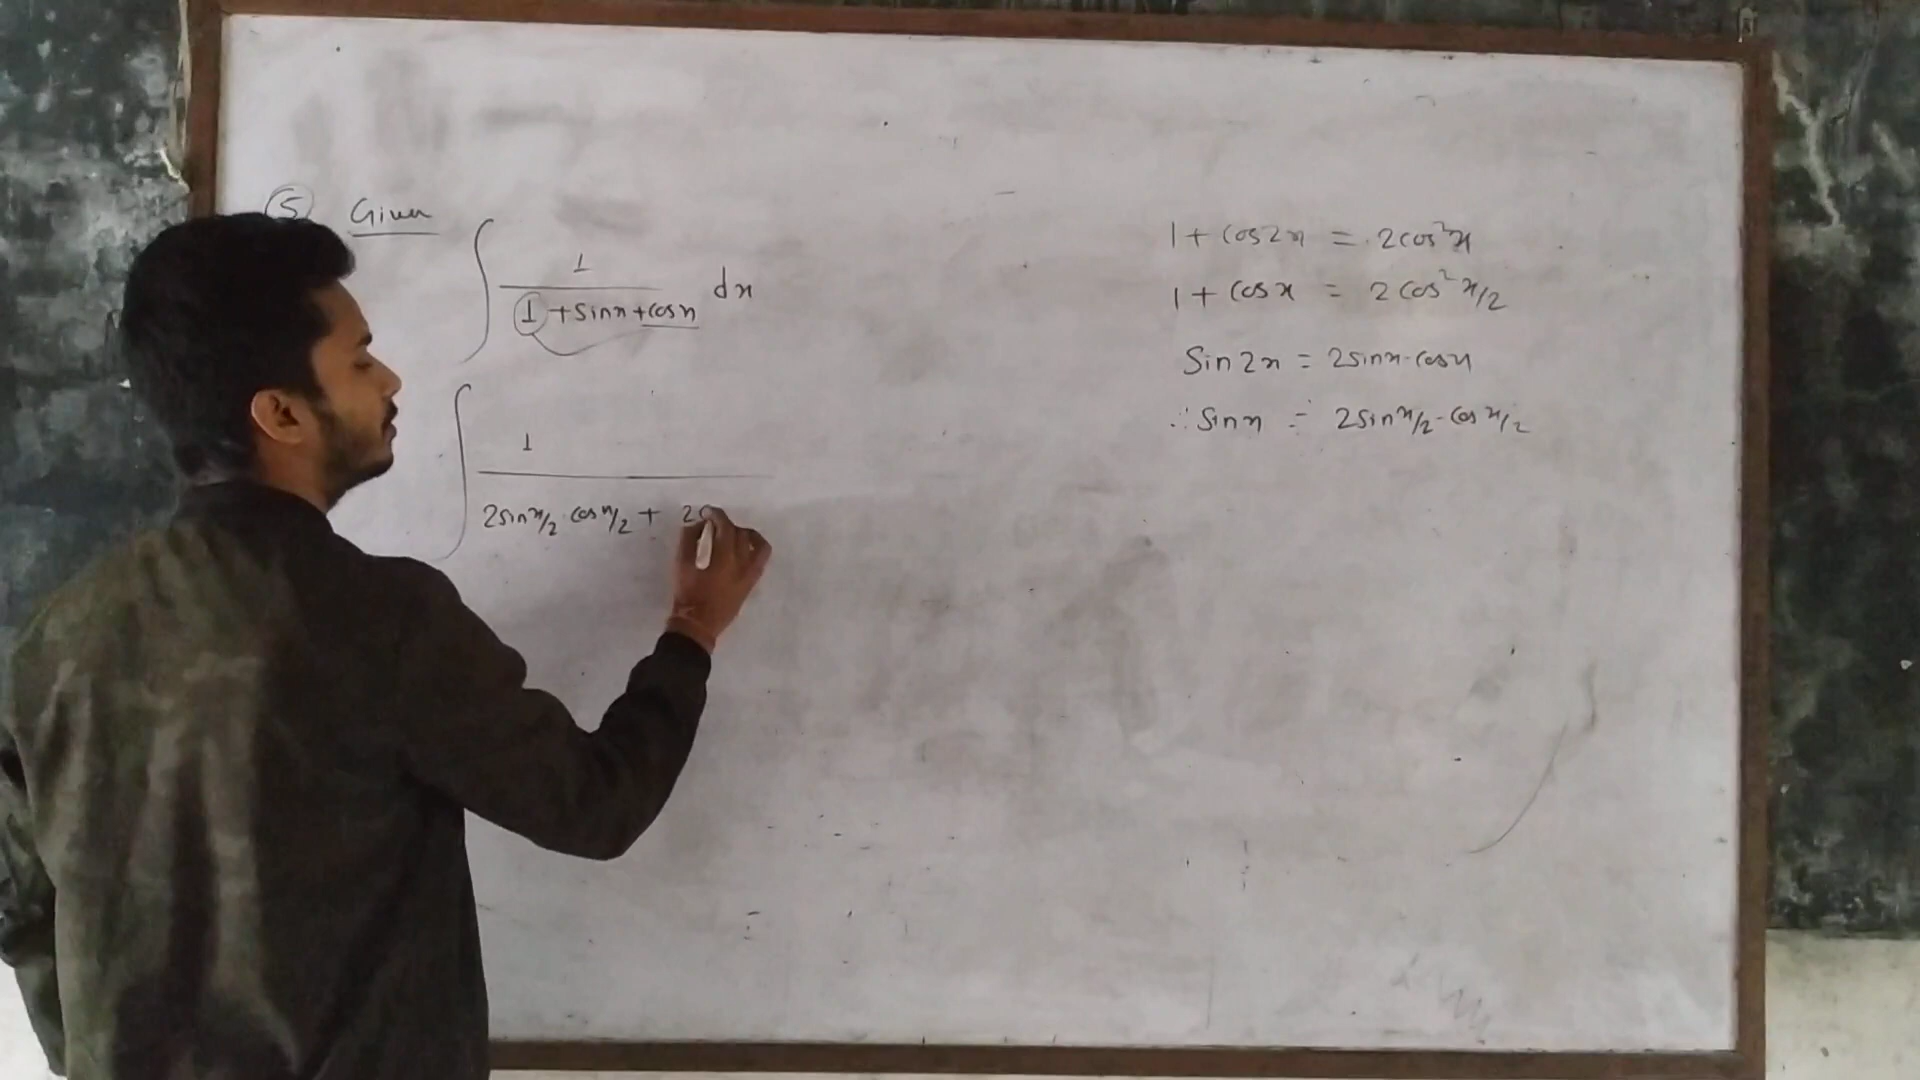 5 Given
∫ 1 / (1 + sinx + cosx) dx
∫ 1 / (2sinx/2 cosx/2 + 2c
1 + cos2x = 2cos²x
1 + cosx = 2cos²x/2
Sin2x = 2sinx·cosx
∴ Sinx = 2sinx/2·cosx/2